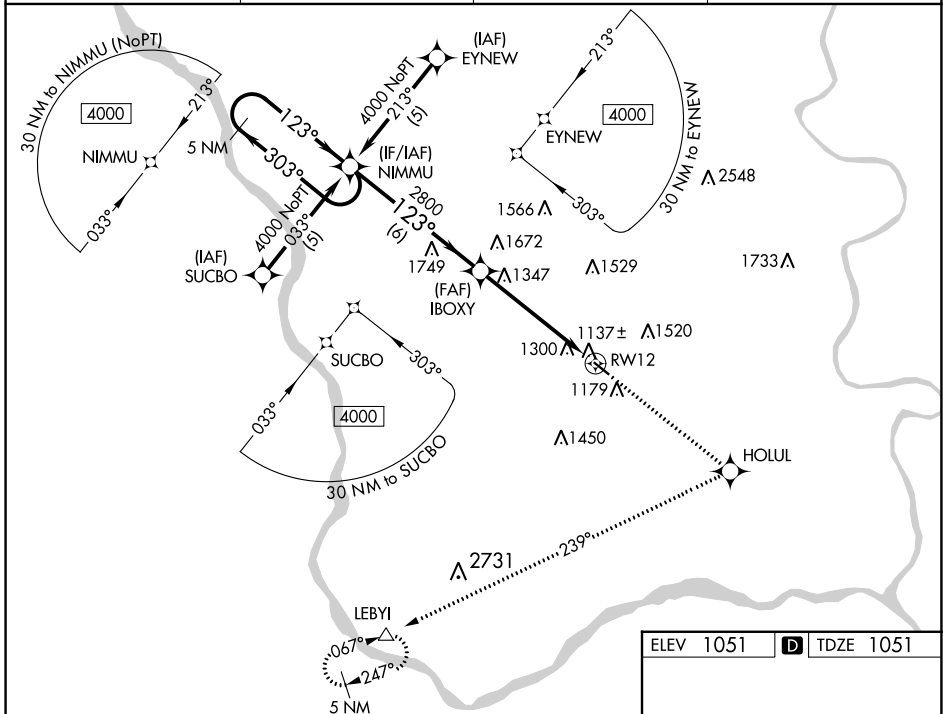 30 NM to NIMMU (NoPT)
4000
213°
NIMMU
033°
5 NM
123°
303°
(IAF)
EYNEW
4000 NoPT
213°
(5)
(IF/IAF)
NIMMU
213°
4000
EYNEW
303°
30 NM to EYNEW
2548
4000 NoPT
033°
(5)
(IAF)
SUCBO
2800
123°
(6)
1566
1672
1749
1347
1529
1733
(FAF)
IBOXY
1137±
1520
1300
RW12
1179
SUCBO
303°
033°
4000
30 NM to SUCBO
1450
HOLUL
239°
2731
LEBYI
067°
247°
5 NM
ELEV 1051 D TDZE 1051